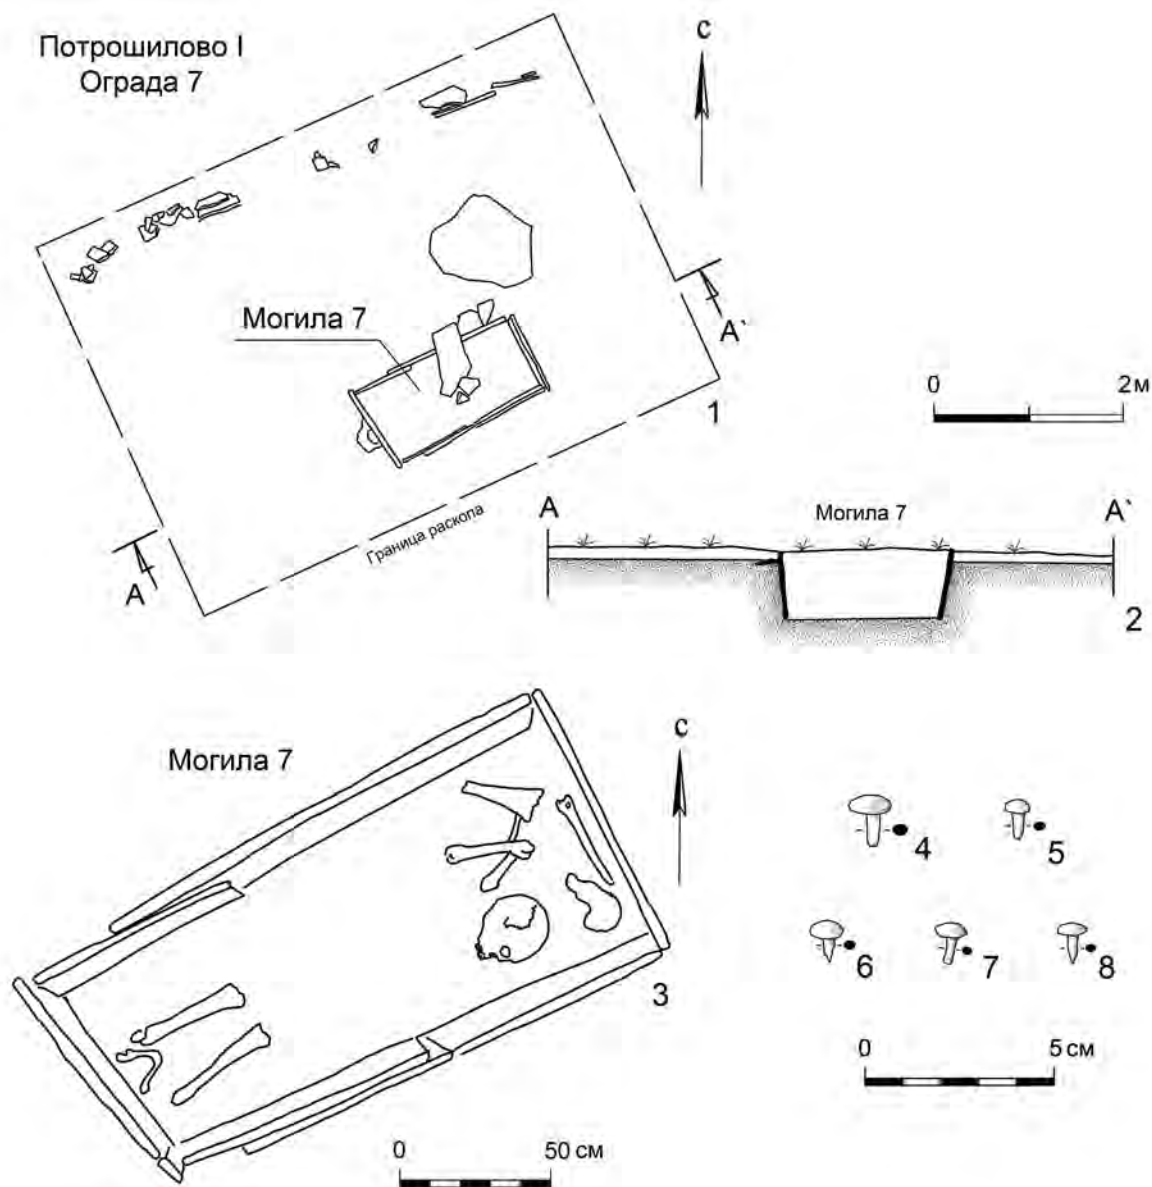 Потрошилово I
Ограда 7
С
Могила 7
А`
1
0 2 м
Граница раскопа
А
А Могила 7 А`
2
Могила 7
С
3
4 5
6 7 8
0 50 см
0 5 см